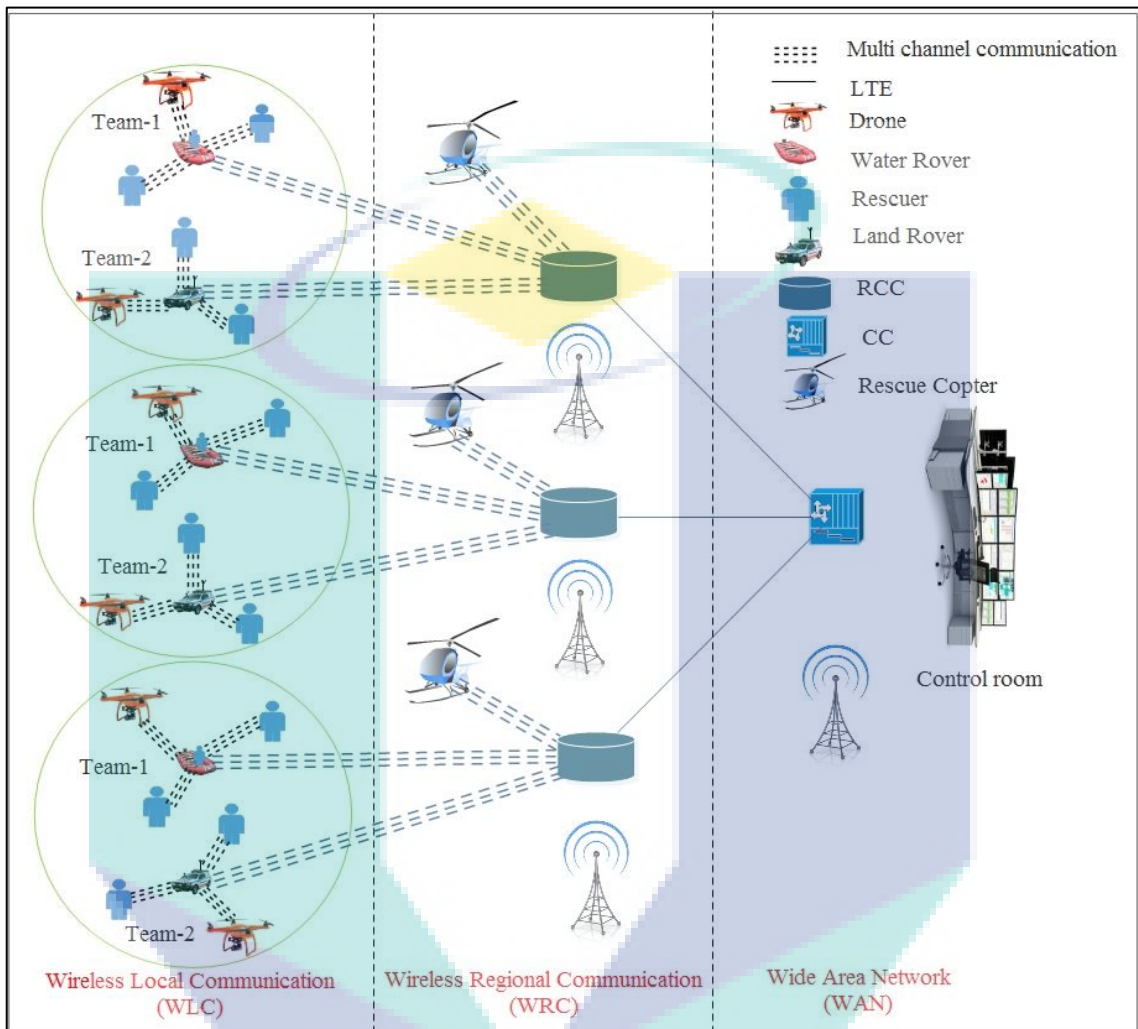 Multi channel communication
LTE
Drone
Water Rover
Rescuer
Land Rover
RCC
CC
Rescue Copter
Team-1
Team-2
Team-1
Team-2
Team-1
Team-2
Control room
Wireless Local Communication
(WLC)
Wireless Regional Communication
(WRC)
Wide Area Network
(WAN)